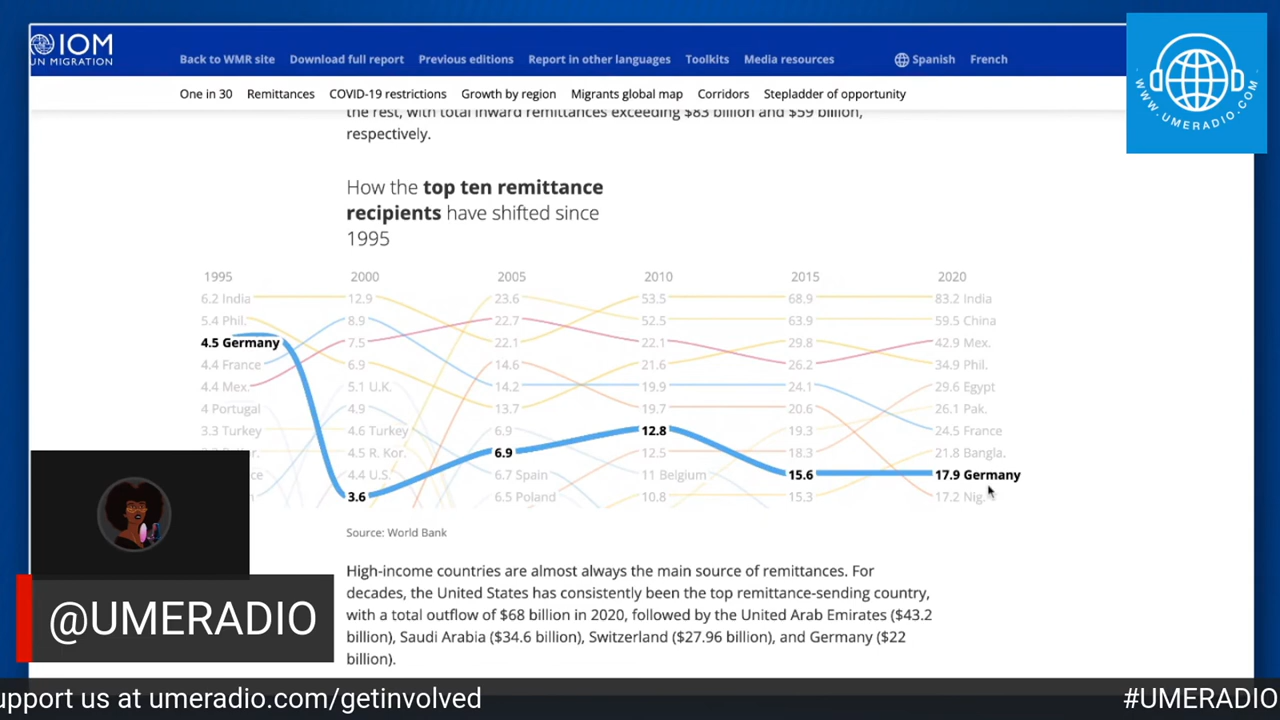 IOM
UN MIGRATION
Back to WMR site Download full report Previous editions Report in other languages Toolkits Media resources Spanish French
WWW.UMERADIO.COM
One in 30 Remittances COVID-19 restrictions Growth by region Migrants global map Corridors Stepladder of opportunity
the rest, with total inward remittances exceeding $83 billion and $59 billion,
respectively.
How the top ten remittance
recipients have shifted since
1995
1995 2000 2005 2010 2015 2020
6.2 India 12.9 23.6 53.5 68.9 83.2 India
5.4 Phil. 8.9 22.7 52.5 63.9 59.5 China
4.5 Germany 7.5 22.1 22.1 29.8 42.9 Mex.
4.4 France 6.9 14.6 21.6 26.2 34.9 Phil.
4.4 Mex. 5.1 U.K. 14.2 19.9 24.1 29.6 Egypt
4 Portugal 4.9 13.7 19.7 20.6 26.1 Pak.
3.3 Turkey 4.6 Turkey 6.9 12.8 19.3 24.5 France
4.5 R. Kor. 6.9 12.5 18.3 21.8 Bangla.
4.4 U.S. 6.7 Spain 11 Belgium 15.6 17.9 Germany
3.6 6.5 Poland 10.8 15.3 17.2 Nig.
Source: World Bank
High-income countries are almost always the main source of remittances. For
decades, the United States has consistently been the top remittance-sending country,
with a total outflow of $68 billion in 2020, followed by the United Arab Emirates ($43.2
billion), Saudi Arabia ($34.6 billion), Switzerland ($27.96 billion), and Germany ($22
billion).
@UMERADIO
upport us at umeradio.com/getinvolved #UMERADIO